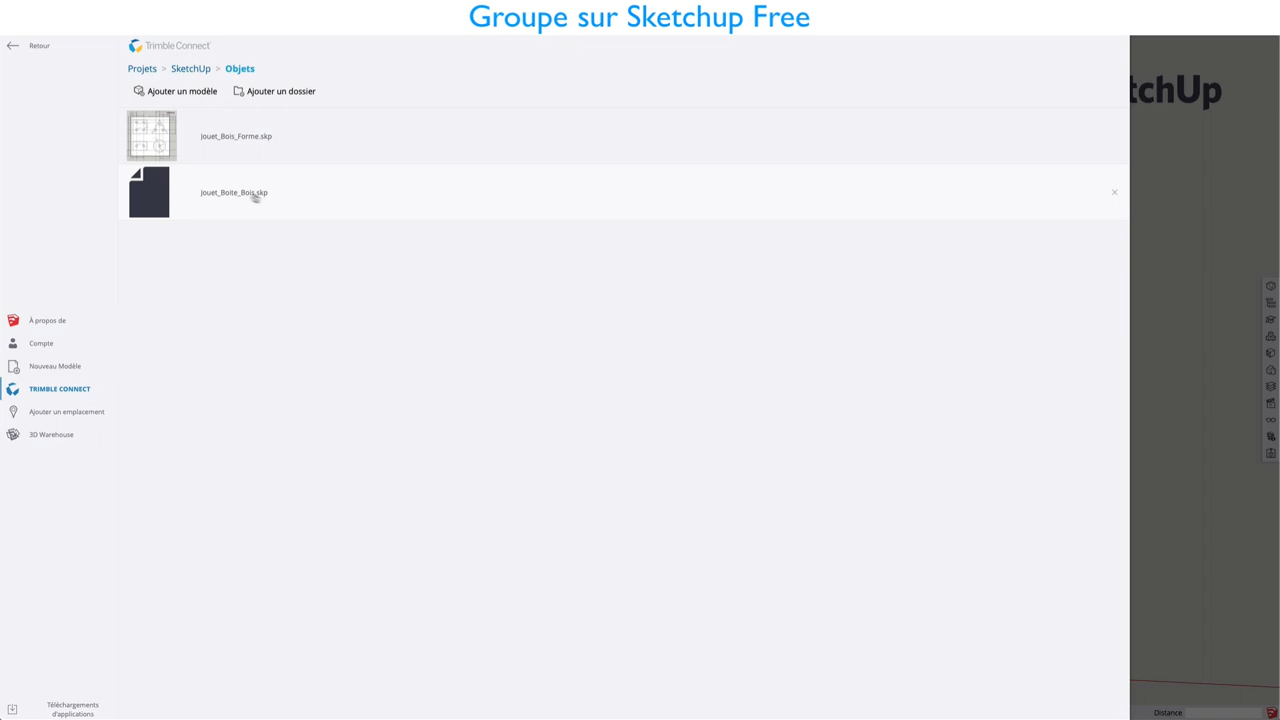 Groupe sur Sketchup Free
Retour
Trimble Connect
Projets > SketchUp > Objets
Ajouter un modèle
Ajouter un dossier
tchUp
Jouet_Bois_Forme.skp
Jouet_Boite_Bois.skp
À propos de
Compte
Nouveau Modèle
TRIMBLE CONNECT
Ajouter un emplacement
3D Warehouse
Téléchargements
d'applications
Distance